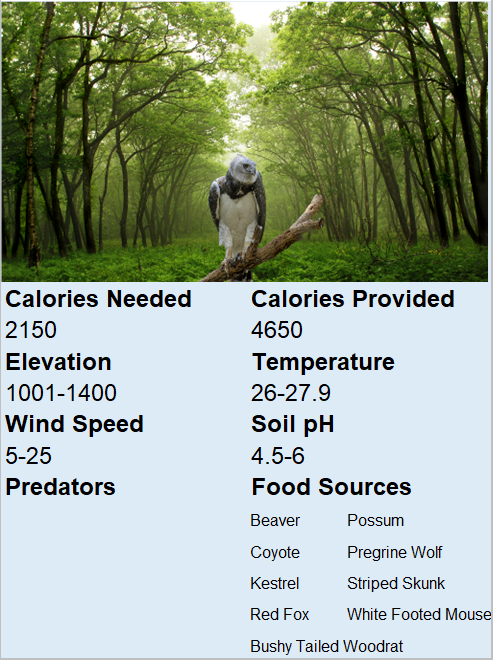 Calories Needed
Calories Provided
2150
4650
Elevation
Temperature
1001-1400
26-27.9
Wind Speed
Soil pH
5-25
4.5-6
Predators
Food Sources
Beaver
Possum
Coyote
Pregrine Wolf
Kestrel
Striped Skunk
Red Fox
White Footed Mouse
Bushy Tailed Woodrat